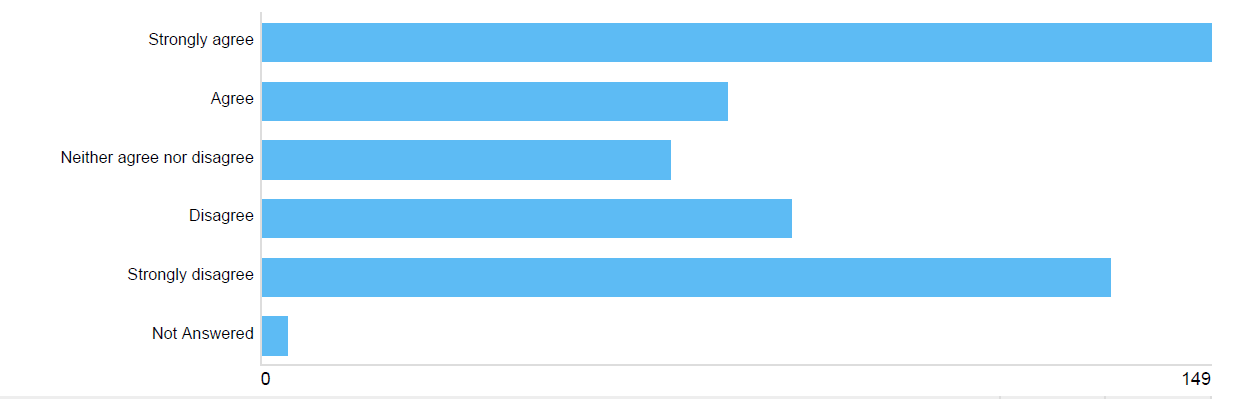 Strongly agree
Agree
Neither agree nor disagree
Disagree
Strongly disagree
Not Answered
0 149